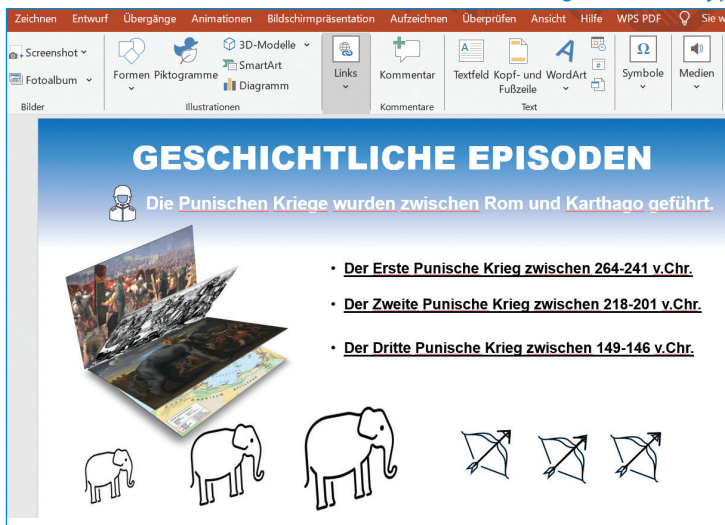 Zeichnen Entwurf Übergänge Animationen Bildschirmpräsentation Aufzeichnen Überprüfen Ansicht Hilfe WPS PDF Sie w
Screenshot
Fotoalbum
Bilder
Formen Piktogramme
3D-Modelle
SmartArt
Diagramm
Illustrationen
Links
Kommentar
Kommentare
Textfeld Kopf- und Fußzeile WordArt
Text
Symbole
Medien
GESCHICHTLICHE EPISODEN
Die Punischen Kriege wurden zwischen Rom und Karthago geführt.
• Der Erste Punische Krieg zwischen 264-241 v.Chr.
• Der Zweite Punische Krieg zwischen 218-201 v.Chr.
• Der Dritte Punische Krieg zwischen 149-146 v.Chr.